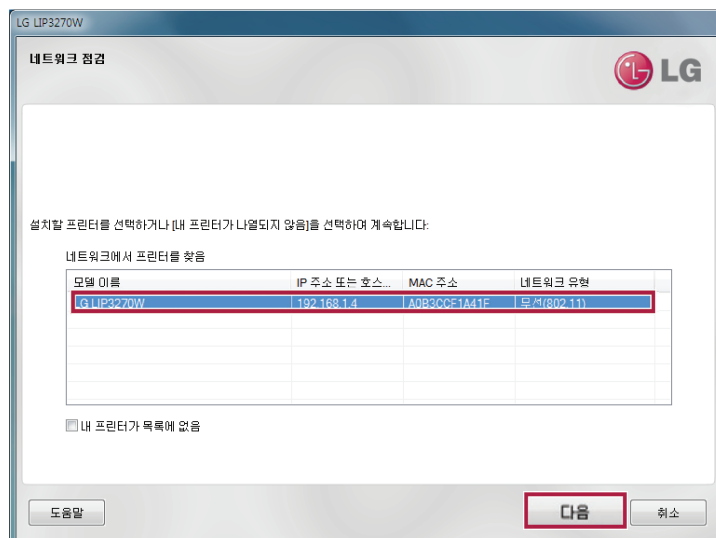 LG LIP3270W
네트워크 점검
LG
설치할 프린터를 선택하거나 [내 프린터가 나열되지 않음]을 선택하여 계속합니다:
네트워크에서 프린터를 찾음
모델 이름 IP 주소 또는 호스... MAC 주소 네트워크 유형
LG LIP3270W 192.168.1.4 A0B3CCF1A41F 무선(802.11)
내 프린터가 목록에 없음
도움말 다음 취소